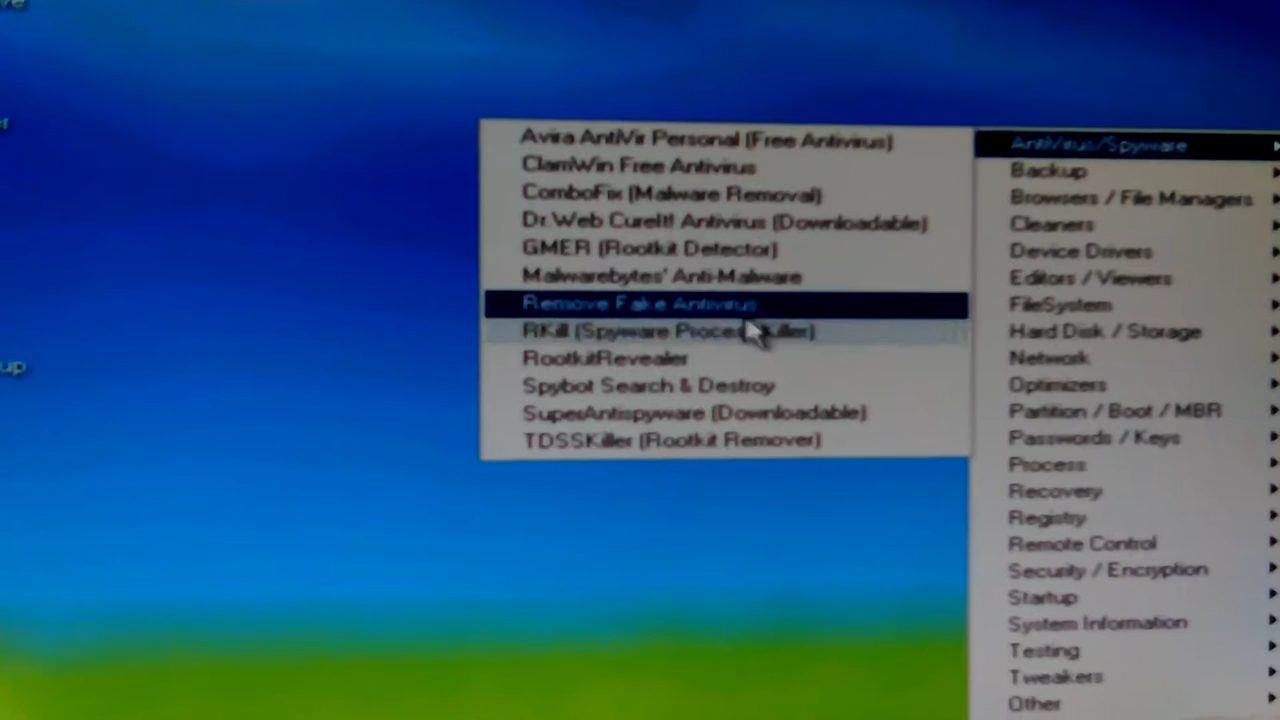 Avira AntiVir Personal (Free Antivirus)
ClamWin Free Antivirus
ComboFix (Malware Removal)
Dr.Web CureIt! Antivirus (Downloadable)
GMER (Rootkit Detector)
Malwarebytes' Anti-Malware
Remove Fake Antivirus
RKill (Spyware Process Killer)
RootkitRevealer
Spybot Search & Destroy
SuperAntispyware (Downloadable)
TDSSKiller (Rootkit Remover)
AntiVirus/Spyware
Backup
Browsers / File Managers
Cleaners
Device Drivers
Editors / Viewers
FileSystem
Hard Disk / Storage
Network
Optimizers
Partition / Boot / MBR
Passwords / Keys
Process
Recovery
Registry
Remote Control
Security / Encryption
Startup
System Information
Testing
Tweakers
Other